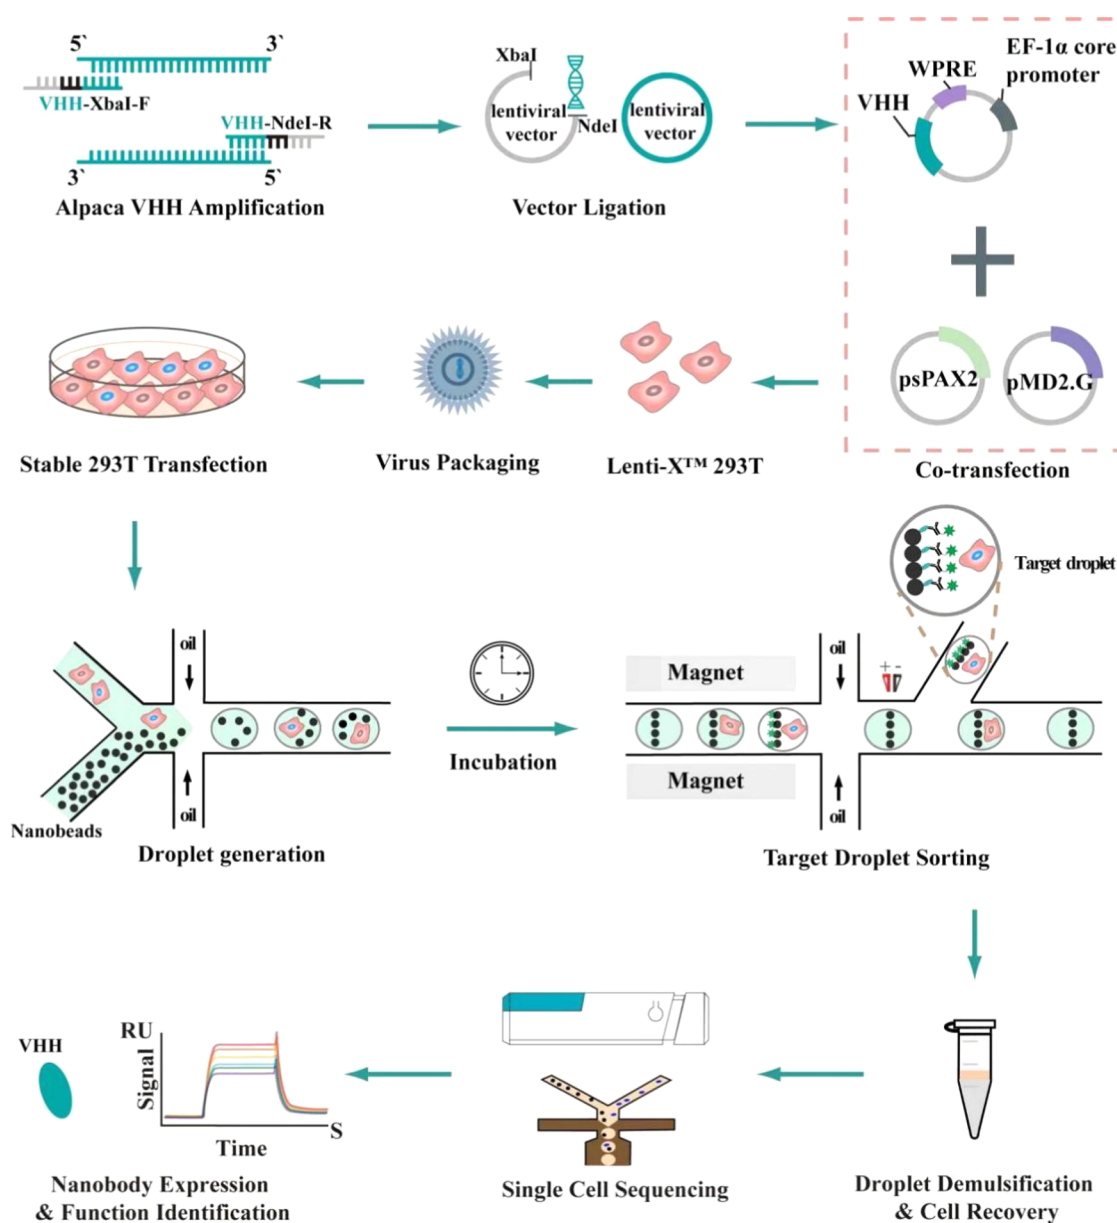 5` 3`
VHH-XbaI-F
VHH-NdeI-R
3` 5`
Alpaca VHH Amplification
XbaI
lentiviral
vector
NdeI
lentiviral
vector
Vector Ligation
EF-1α core
promoter
WPRE
VHH
psPAX2
pMD2.G
Co-transfection
Lenti-X™ 293T
Virus Packaging
Stable 293T Transfection
oil
oil
Nanobeads
Droplet generation
Incubation
Target droplet
Magnet
Magnet
oil
+ -
oil
Target Droplet Sorting
Droplet Demulsification
& Cell Recovery
Single Cell Sequencing
VHH
RU
Signal
Time
S
Nanobody Expression
& Function Identification